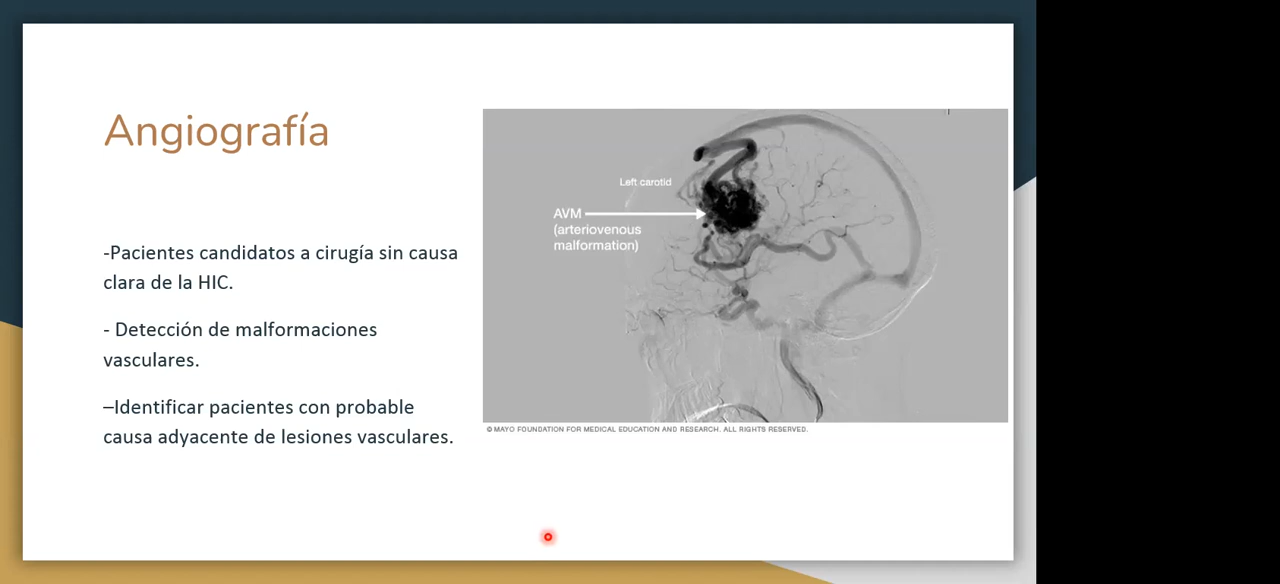 Angiografía
-Pacientes candidatos a cirugía sin causa
clara de la HIC.
- Detección de malformaciones
vasculares.
–Identificar pacientes con probable
causa adyacente de lesiones vasculares.
Left carotid
AVM
(arteriovenous
malformation)
© MAYO FOUNDATION FOR MEDICAL EDUCATION AND RESEARCH. ALL RIGHTS RESERVED.